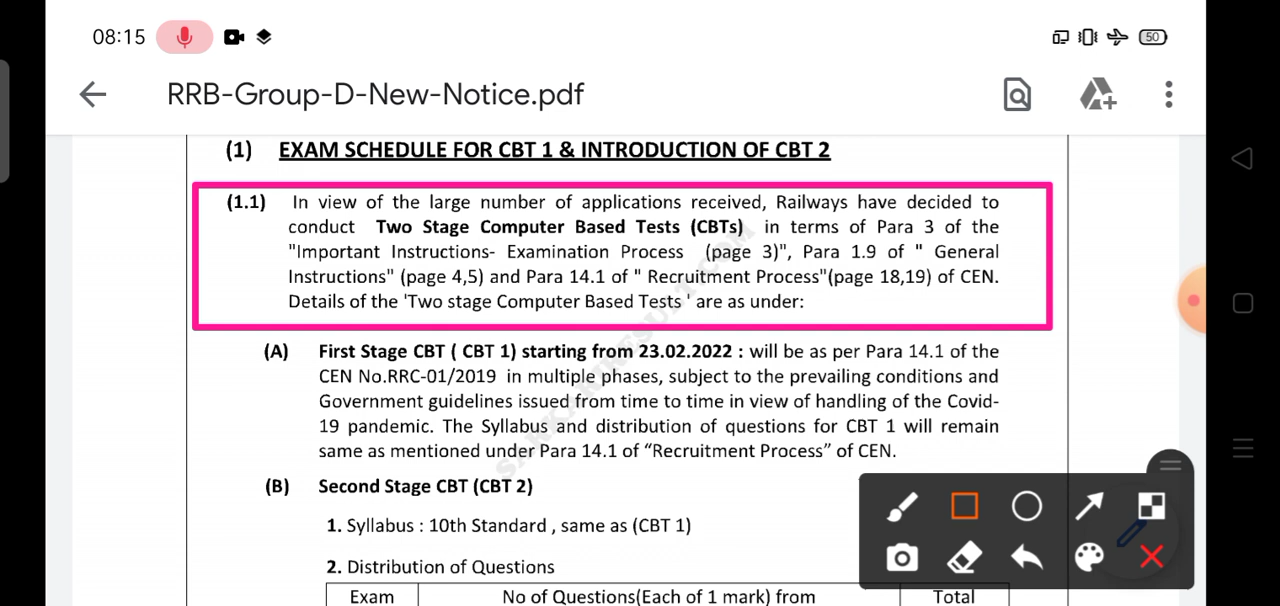 08:15
50
RRB-Group-D-New-Notice.pdf
(1) EXAM SCHEDULE FOR CBT 1 & INTRODUCTION OF CBT 2
(1.1) In view of the large number of applications received, Railways have decided to
conduct Two Stage Computer Based Tests (CBTs) in terms of Para 3 of the
"Important Instructions- Examination Process (page 3)", Para 1.9 of " General
Instructions" (page 4,5) and Para 14.1 of " Recruitment Process"(page 18,19) of CEN.
Details of the 'Two stage Computer Based Tests ' are as under:
(A) First Stage CBT ( CBT 1) starting from 23.02.2022 : will be as per Para 14.1 of the
CEN No.RRC-01/2019 in multiple phases, subject to the prevailing conditions and
Government guidelines issued from time to time in view of handling of the Covid-
19 pandemic. The Syllabus and distribution of questions for CBT 1 will remain
same as mentioned under Para 14.1 of “Recruitment Process” of CEN.
(B) Second Stage CBT (CBT 2)
1. Syllabus : 10th Standard , same as (CBT 1)
2. Distribution of Questions
Exam No of Questions(Each of 1 mark) from Total